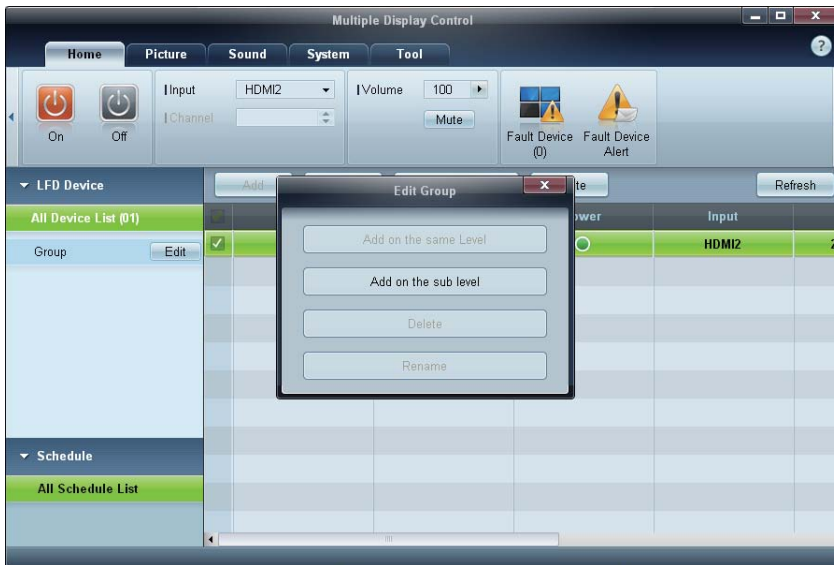 Multiple Display Control
Home Picture Sound System Tool
?
Input HDMI2
Channel
Volume 100
Mute
On Off
Fault Device (0)
Fault Device Alert
LFD Device
All Device List (01)
Group Edit
Add
Refresh
Input
HDMI2
Edit Group
Add on the same Level
Add on the sub level
Delete
Rename
Schedule
All Schedule List